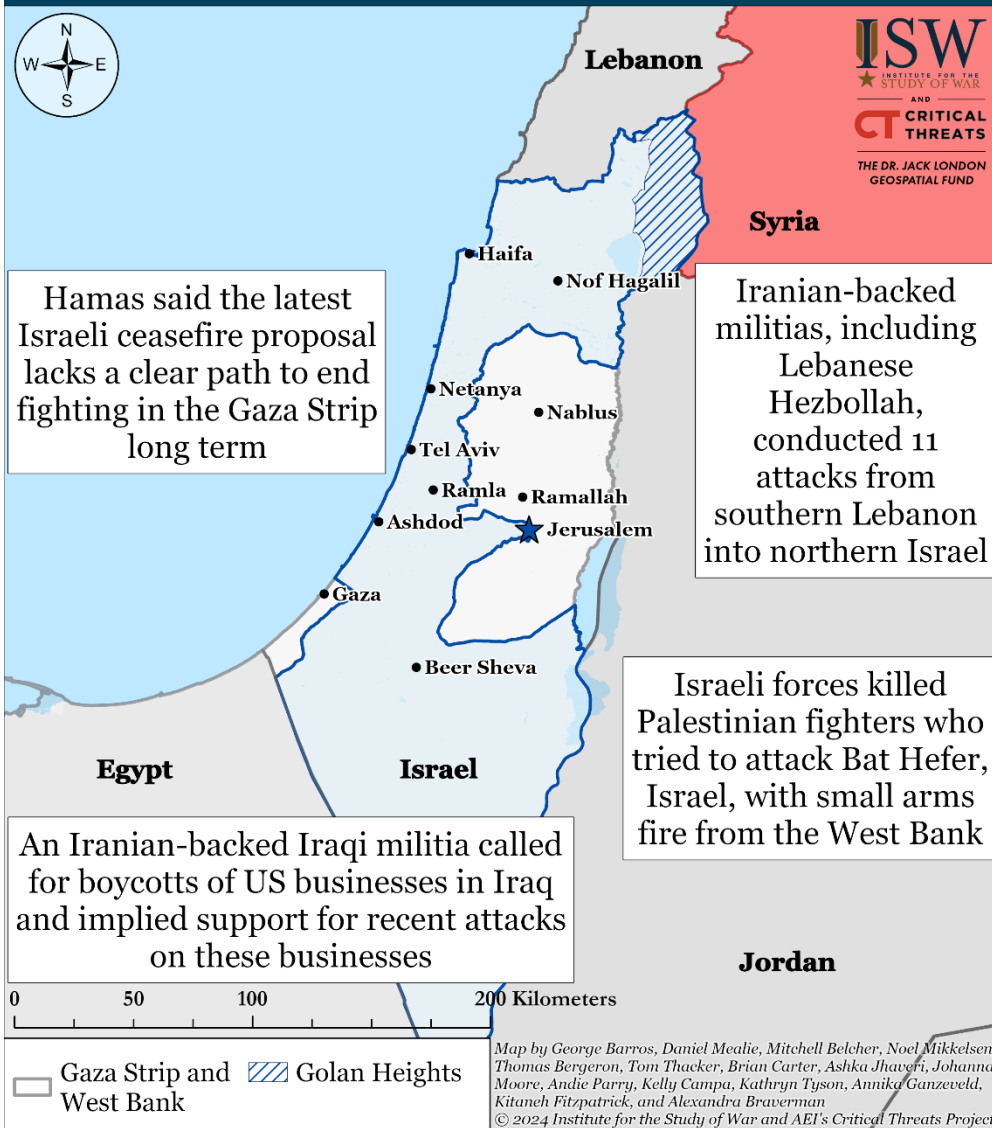 N
W
E
S
Lebanon
ISW
INSTITUTE FOR THE
STUDY OF WAR
AND
CT CRITICAL
THREATS
THE DR. JACK LONDON
GEOSPATIAL FUND
Syria
Haifa
Nof Hagalil
Hamas said the latest
Israeli ceasefire proposal
lacks a clear path to end
fighting in the Gaza Strip
long term
Iranian-backed
militias, including
Lebanese
Hezbollah,
conducted 11
attacks from
southern Lebanon
into northern Israel
Netanya
Nablus
Tel Aviv
Ramla
Ramallah
Ashdod
Jerusalem
Gaza
Beer Sheva
Israeli forces killed
Palestinian fighters who
tried to attack Bat Hefer,
Israel, with small arms
fire from the West Bank
Egypt
Israel
An Iranian-backed Iraqi militia called
for boycotts of US businesses in Iraq
and implied support for recent attacks
on these businesses
Jordan
0 50 100 200 Kilometers
Gaza Strip and
West Bank
Golan Heights
Map by George Barros, Daniel Mealie, Mitchell Belcher, Noel Mikkelsen,
Thomas Bergeron, Tom Thacker, Brian Carter, Ashka Jhaveri, Johanna
Moore, Andie Parry, Kelly Campa, Kathryn Tyson, Annika Ganzeveld,
Kitaneh Fitzpatrick, and Alexandra Braverman
© 2024 Institute for the Study of War and AEI's Critical Threats Project